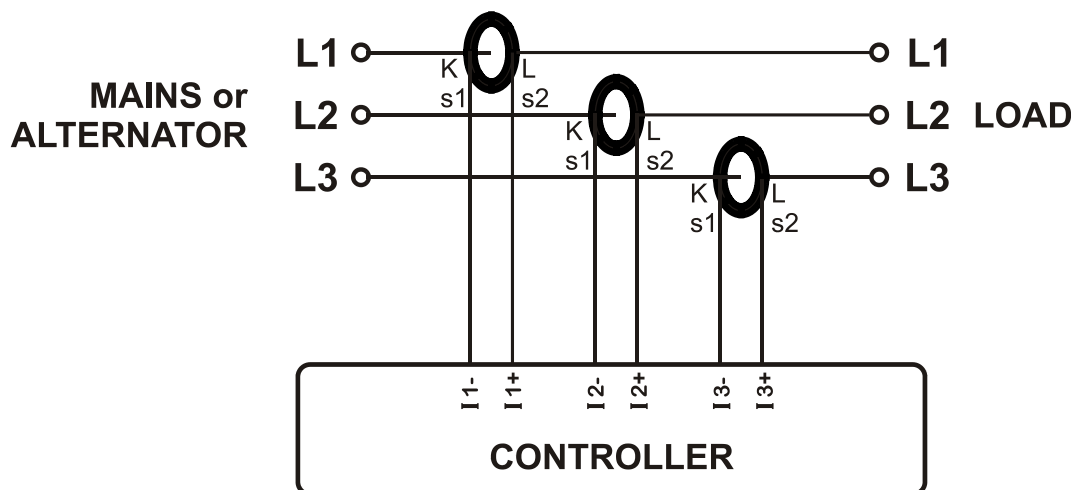 L1 L1
K L
s1 s2
MAINS or
ALTERNATOR
L2 L2 LOAD
K L
s1 s2
L3 L3
K L
s1 s2
I1- I1+ I2- I2+ I3- I3+
CONTROLLER